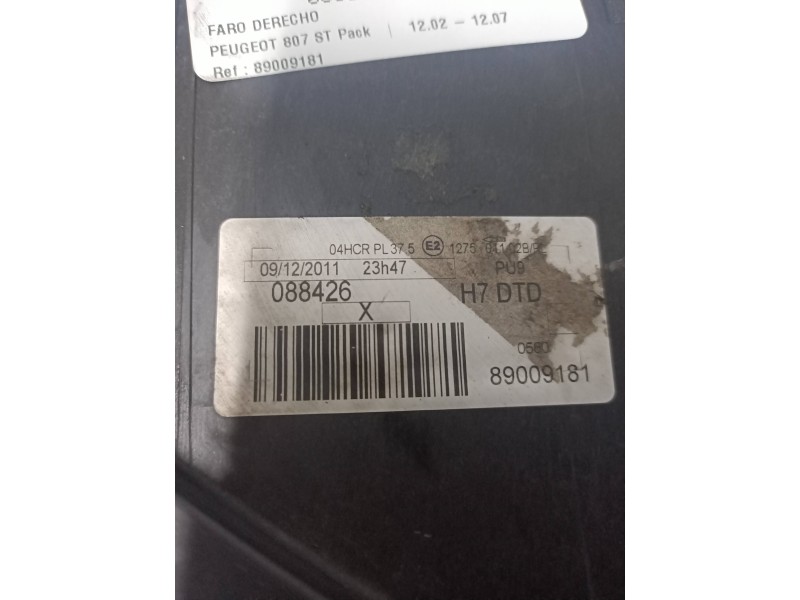 FARO DERECHO
PEUGEOT 807 ST Pack | 12.02 – 12.07
Ref : 89009181
04HCR PL 37.5 E2 1275
09/12/2011 23h47 PU9
088426 H7 DTD
X
0560
89009181